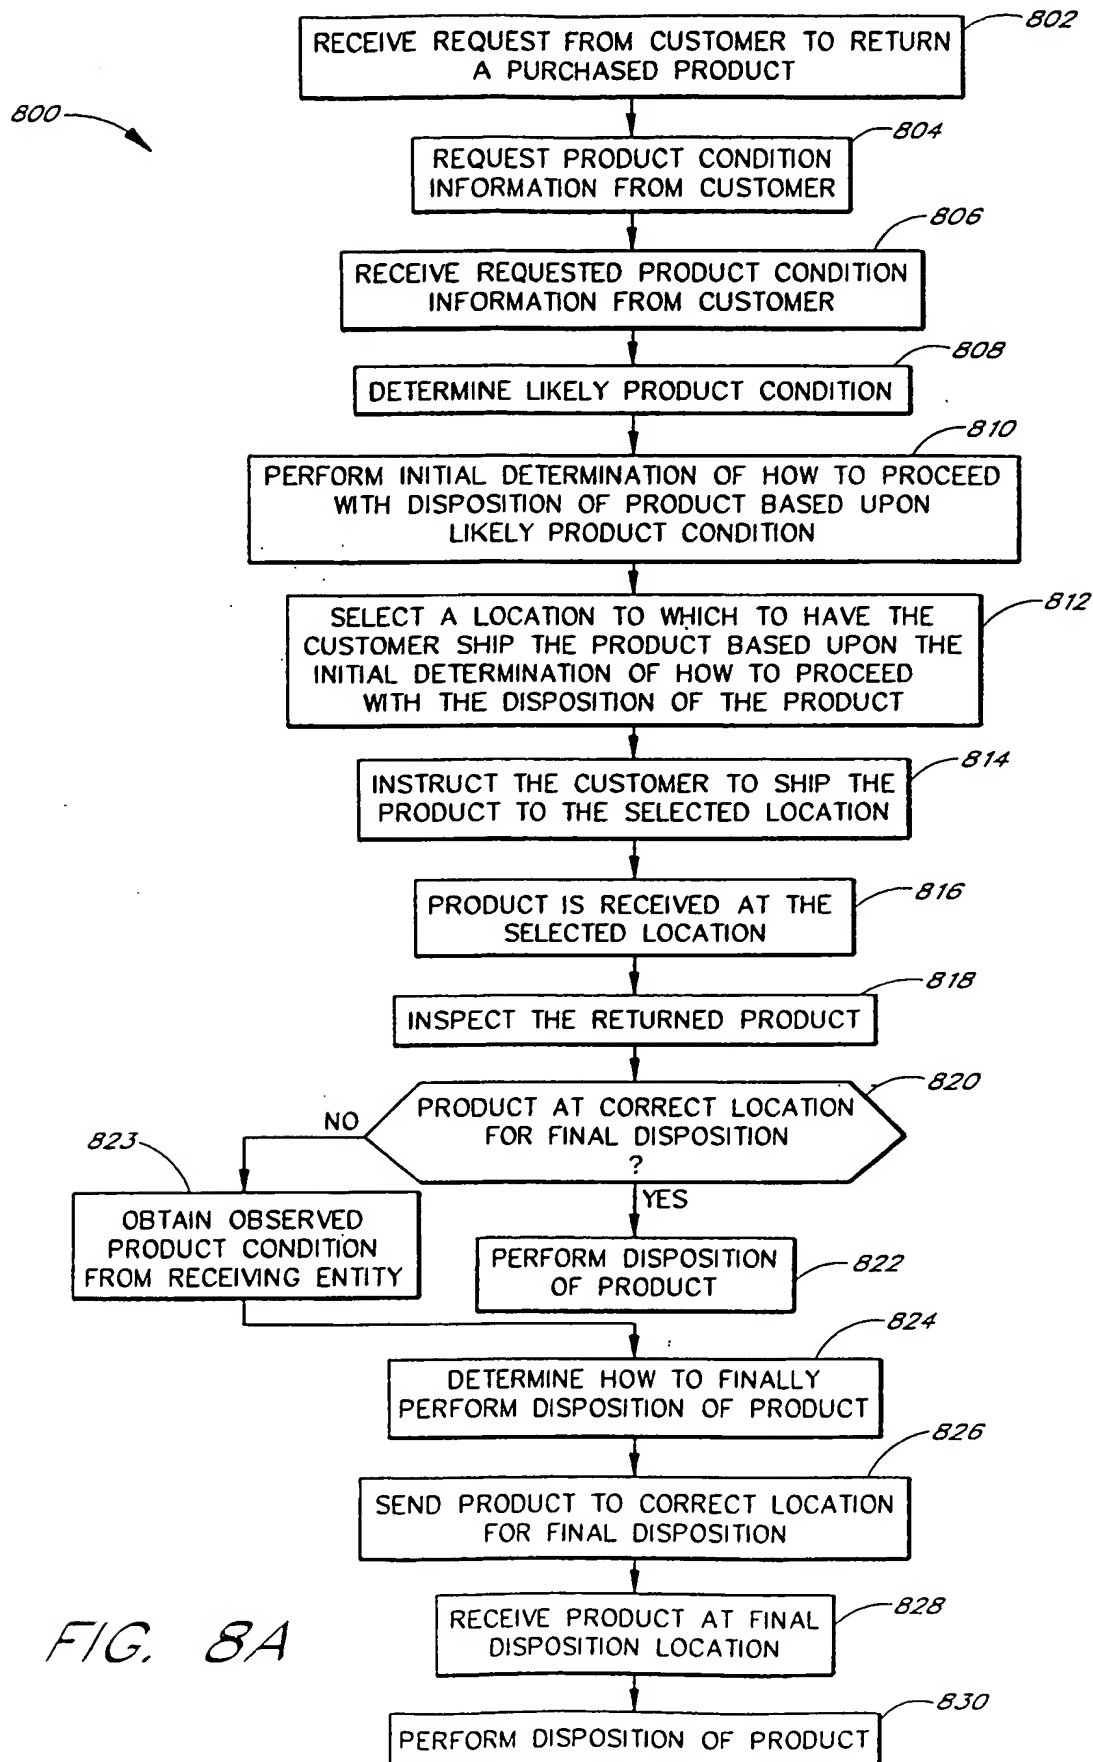 802
RECEIVE REQUEST FROM CUSTOMER TO RETURN
A PURCHASED PRODUCT
800
804
REQUEST PRODUCT CONDITION
INFORMATION FROM CUSTOMER
806
RECEIVE REQUESTED PRODUCT CONDITION
INFORMATION FROM CUSTOMER
808
DETERMINE LIKELY PRODUCT CONDITION
810
PERFORM INITIAL DETERMINATION OF HOW TO PROCEED
WITH DISPOSITION OF PRODUCT BASED UPON
LIKELY PRODUCT CONDITION
812
SELECT A LOCATION TO WHICH TO HAVE THE
CUSTOMER SHIP THE PRODUCT BASED UPON THE
INITIAL DETERMINATION OF HOW TO PROCEED
WITH THE DISPOSITION OF THE PRODUCT
814
INSTRUCT THE CUSTOMER TO SHIP THE
PRODUCT TO THE SELECTED LOCATION
816
PRODUCT IS RECEIVED AT THE
SELECTED LOCATION
818
INSPECT THE RETURNED PRODUCT
820
PRODUCT AT CORRECT LOCATION
FOR FINAL DISPOSITION
?
NO
YES
823
OBTAIN OBSERVED
PRODUCT CONDITION
FROM RECEIVING ENTITY
PERFORM DISPOSITION
OF PRODUCT
822
824
DETERMINE HOW TO FINALLY
PERFORM DISPOSITION OF PRODUCT
826
SEND PRODUCT TO CORRECT LOCATION
FOR FINAL DISPOSITION
828
RECEIVE PRODUCT AT FINAL
DISPOSITION LOCATION
830
PERFORM DISPOSITION OF PRODUCT
FIG. 8A